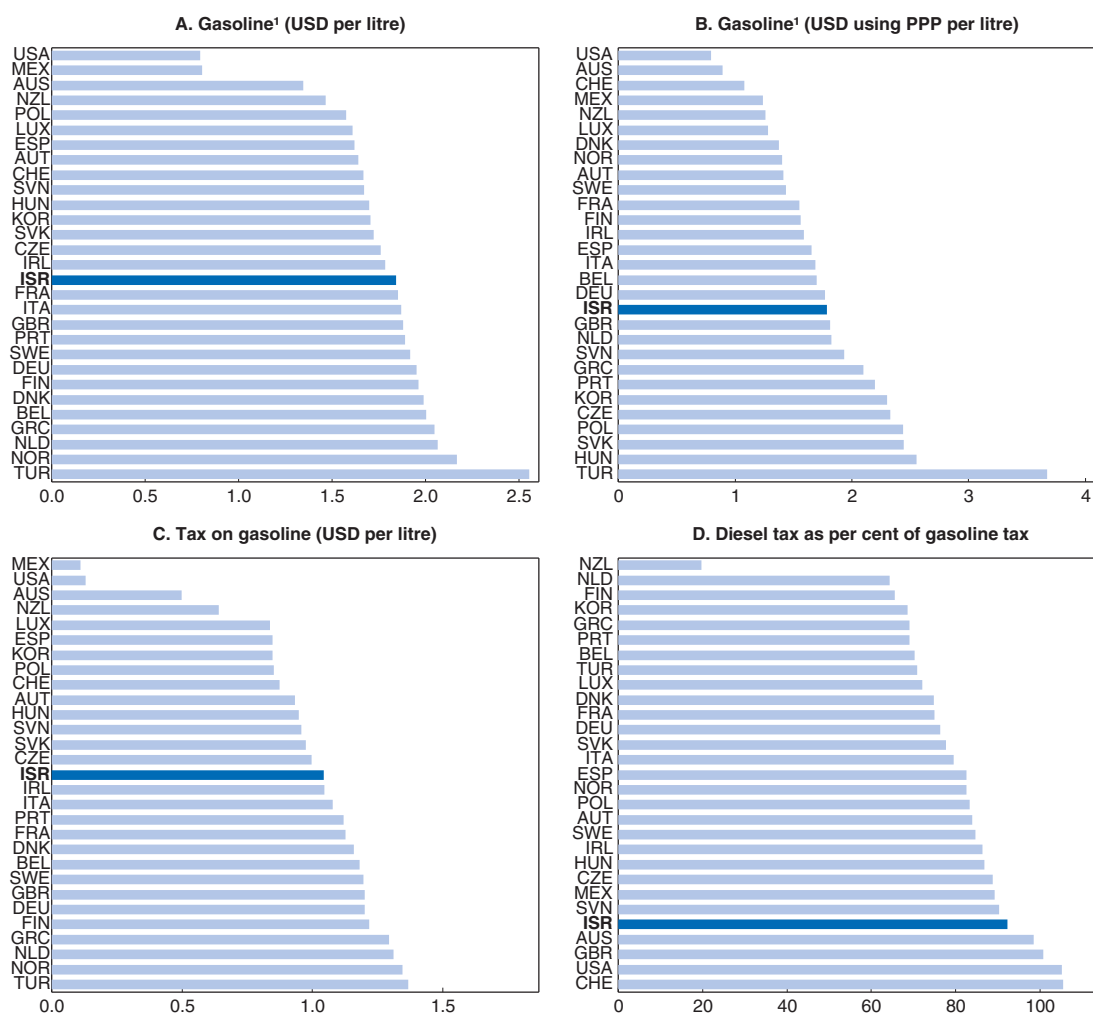 A. Gasoline¹ (USD per litre)
USA
MEX
AUS
NZL
POL
LUX
ESP
AUT
CHE
SVN
HUN
KOR
SVK
CZE
IRL
ISR
FRA
ITA
GBR
PRT
SWE
DEU
FIN
DNK
BEL
GRC
NLD
NOR
TUR
0.0 0.5 1.0 1.5 2.0 2.5
B. Gasoline¹ (USD using PPP per litre)
USA
AUS
CHE
MEX
NZL
LUX
DNK
NOR
AUT
SWE
FRA
FIN
IRL
ESP
ITA
BEL
DEU
ISR
GBR
NLD
SVN
GRC
PRT
KOR
CZE
POL
SVK
HUN
TUR
0 1 2 3 4
C. Tax on gasoline (USD per litre)
MEX
USA
AUS
NZL
LUX
ESP
KOR
POL
CHE
AUT
HUN
SVN
SVK
CZE
ISR
IRL
ITA
PRT
FRA
DNK
BEL
SWE
GBR
DEU
FIN
GRC
NLD
NOR
TUR
0.0 0.5 1.0 1.5
D. Diesel tax as per cent of gasoline tax
NZL
NLD
FIN
KOR
GRC
PRT
BEL
TUR
LUX
DNK
FRA
DEU
SVK
ITA
ESP
NOR
POL
AUT
SWE
IRL
HUN
CZE
MEX
SVN
ISR
AUS
GBR
USA
CHE
0 20 40 60 80 100